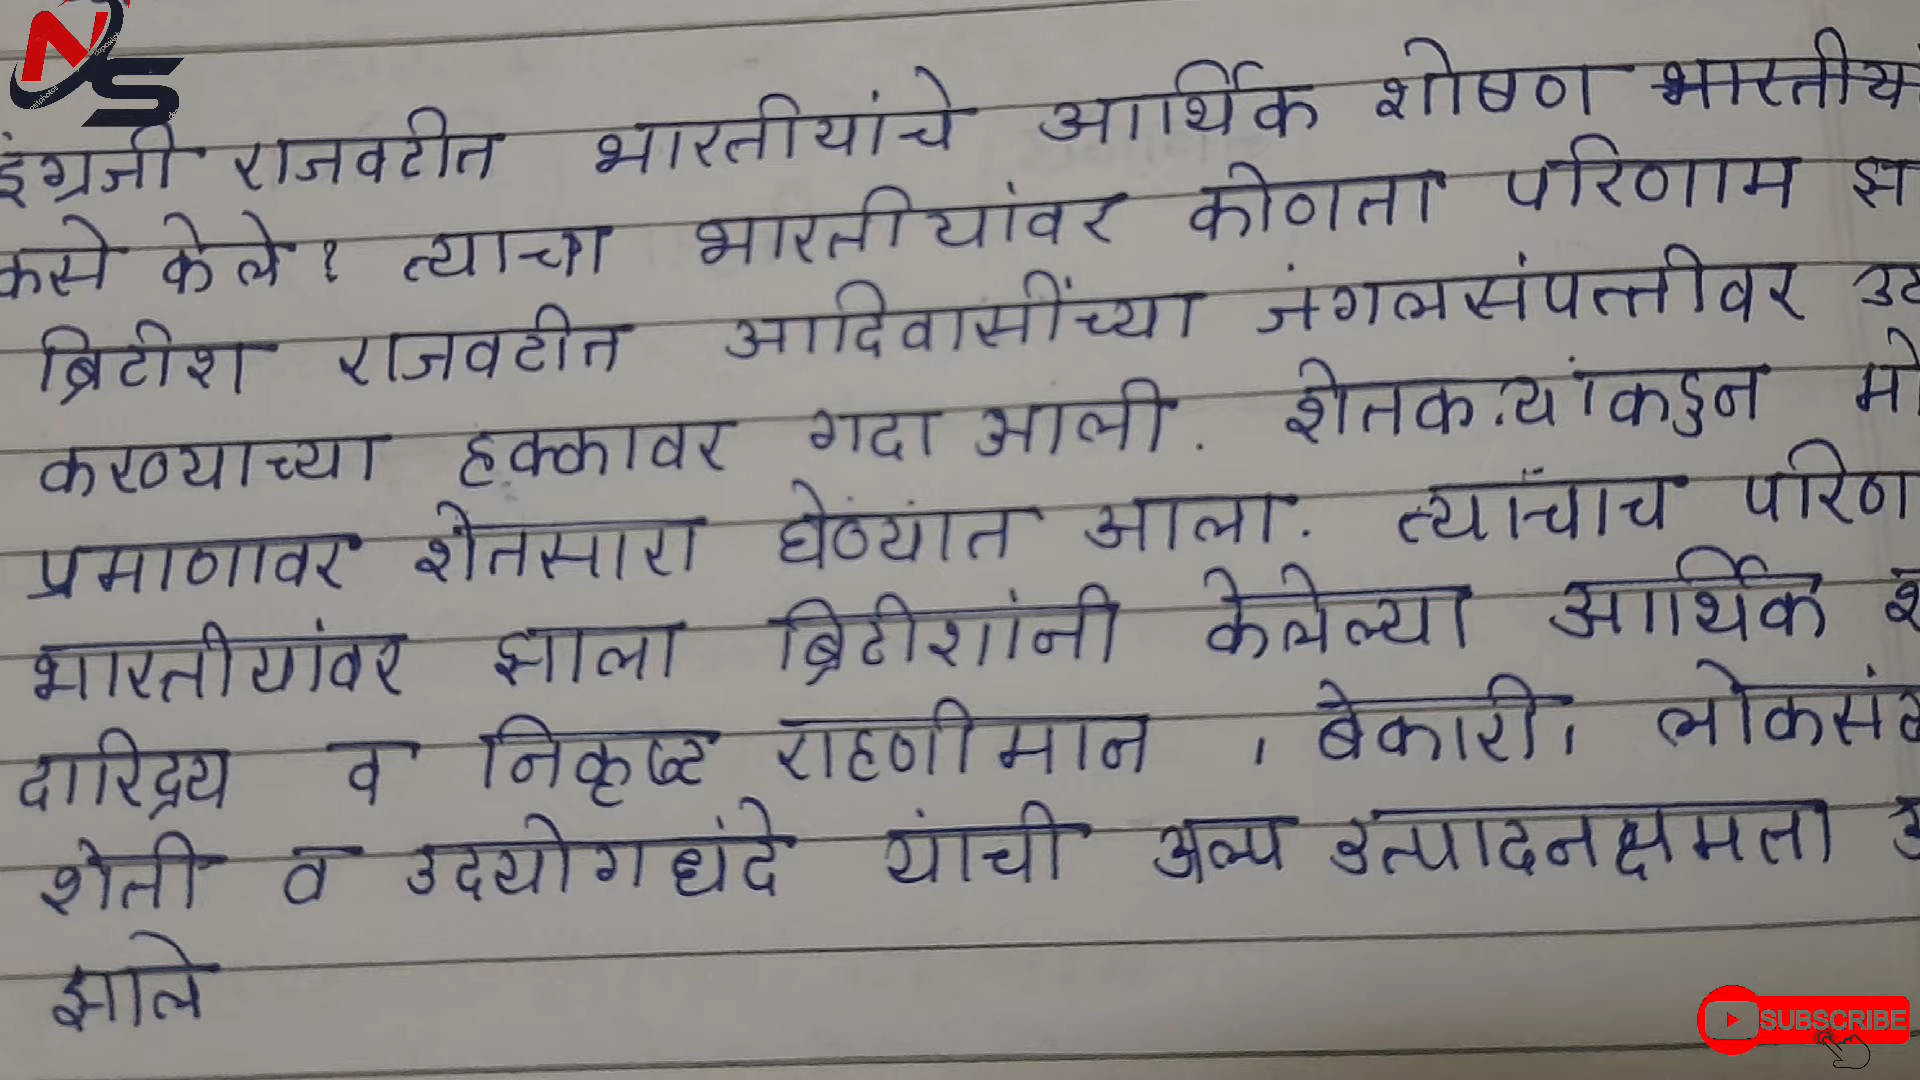 इंग्रजी राजवटीत भारतीयांचे आर्थिक शोषण भारतीय
कसे केले? त्याचा भारतीयांवर कोणता परिणाम झा
ब्रिटीश राजवटीत आदिवासींच्या जंगलसंपत्तीवर
करण्याच्या हक्कावर गदा आली. शेतकऱ्यांकडुन मो
प्रमाणावर शेतसारा घेण्यांत आला. त्यांचाच परिणा
भारतीयांवर झाला ब्रिटीशांनी केलेल्या आर्थिक श
दारिद्रय व निकृष्ट राहणीमान , बेकारी, लोकसं
शेती व उदयोगधंदे यांची अल्प उत्पादनक्षमता
झाले
NS
SUBSCRIBE